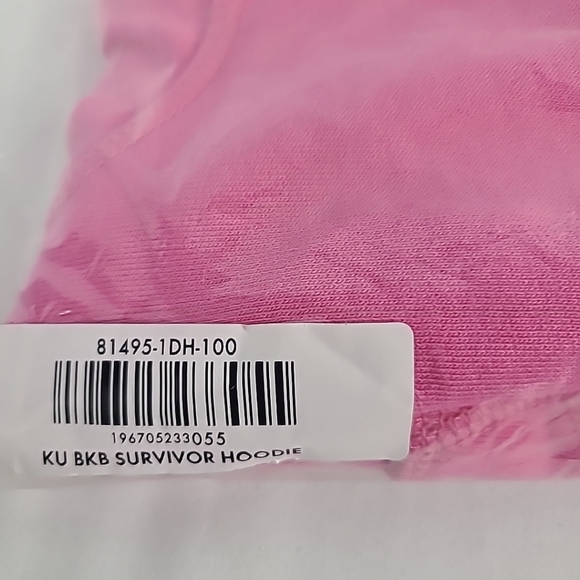 81495-1DH-100
196705233055
KU BKB SURVIVOR HOODIE